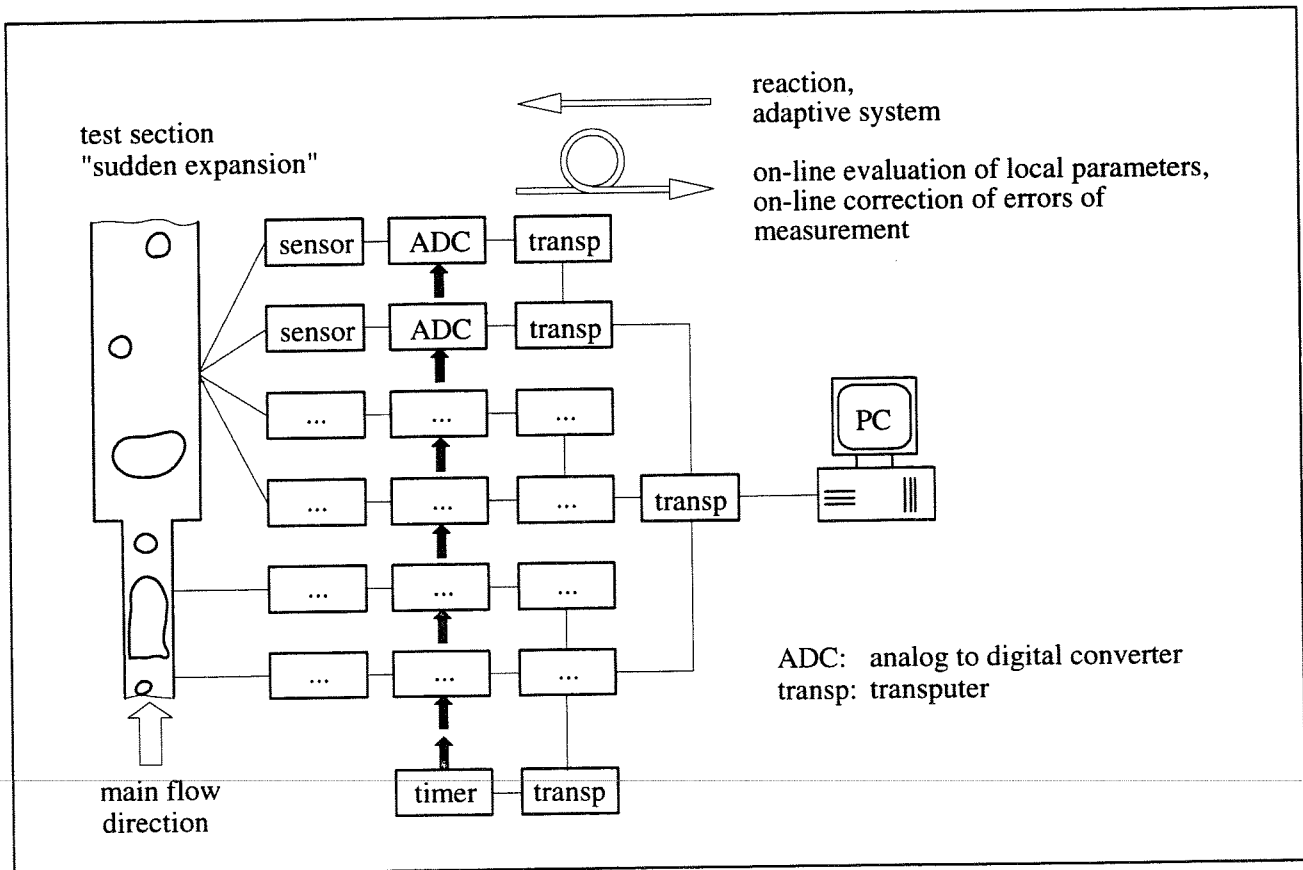 reaction,
adaptive system
test section
"sudden expansion"
on-line evaluation of local parameters,
on-line correction of errors of
measurement
sensor ADC transp
sensor ADC transp
... ... ...
PC
... ... ... transp
... ... ...
... ... ...
ADC: analog to digital converter
transp: transputer
timer transp
main flow
direction